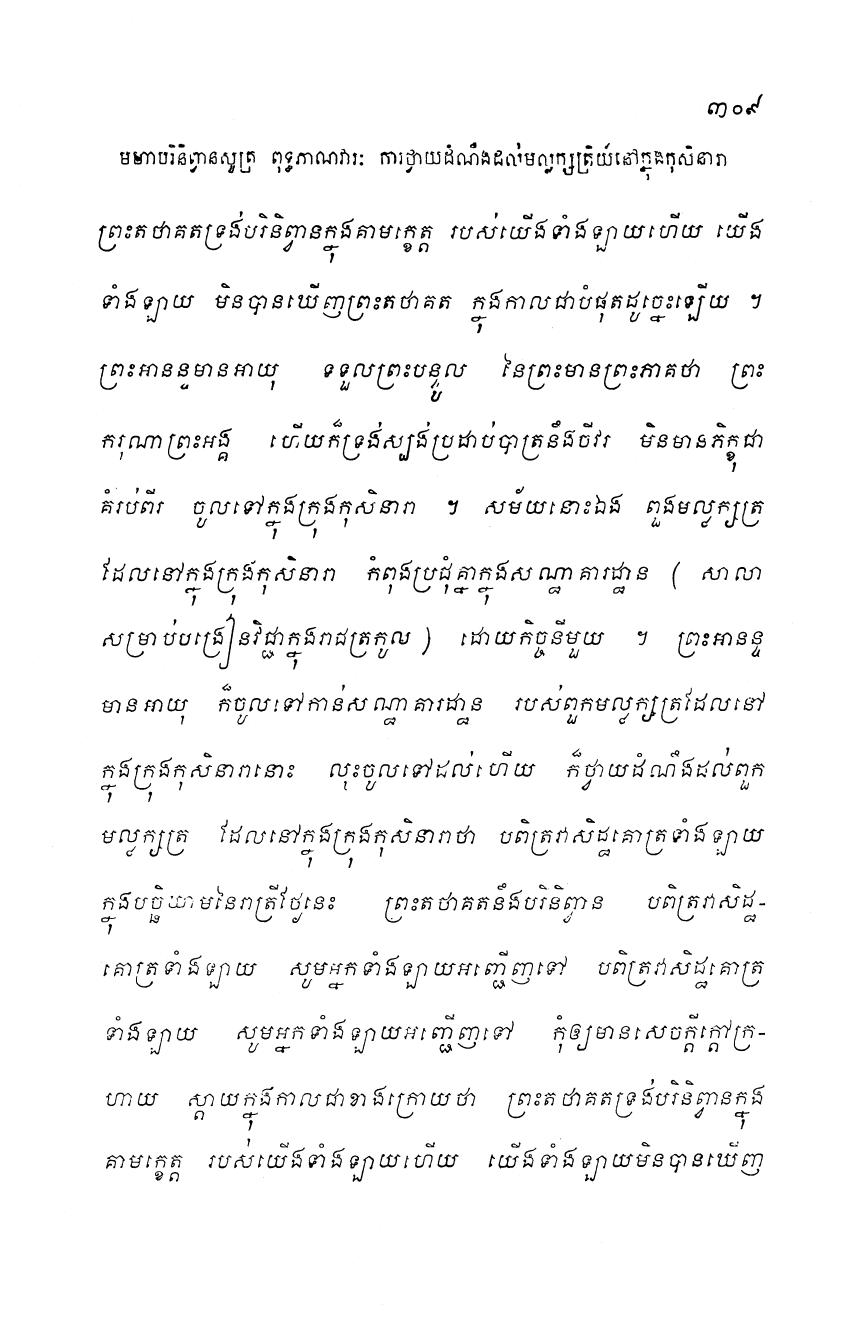 ៣០៩
មហាបរិនិព្វានសូត្រ ពុទ្ធភាណវារៈ ការថ្វាយដំណឹងដល់មល្លក្សត្រិយ៍នៅក្នុងកុសិនារា
ព្រះតថាគតទ្រង់បរិនិព្វានក្នុងគាមក្ខេត្ត របស់យើងទាំងឡាយហើយ យើង
ទាំងឡាយ មិនបានឃើញព្រះតថាគត ក្នុងកាលជាបំផុតដូច្នេះឡើយ ។
ព្រះអានន្ទមានអាយុ ទទួលព្រះបន្ទូល នៃព្រះមានព្រះភាគថា ព្រះ
ករុណាព្រះអង្គ ហើយក៏ទ្រង់ស្បង់ប្រដាប់បាត្រនឹងចីវរ មិនមានភិក្ខុជា
គំរប់ពីរ ចូលទៅក្នុងក្រុងកុសិនារា ។ សម័យនោះឯង ពួងមល្លក្សត្រ
ដែលនៅក្នុងក្រុងកុសិនារា កំពុងប្រជុំគ្នាក្នុងសណ្ឋាគារដ្ឋាន ( សាលា
សម្រាប់បង្រៀនវិជ្ជាក្នុងរាជត្រកូល ) ដោយកិច្ចនីមួយ ។ ព្រះអានន្ទ
មានអាយុ ក៏ចូលទៅកាន់សណ្ឋាគារដ្ឋាន របស់ពួកមល្លក្សត្រដែលនៅ
ក្នុងក្រុងកុសិនារានោះ លុះចូលទៅដល់ហើយ ក៏ថ្វាយដំណឹងដល់ពួក
មល្លក្សត្រ ដែលនៅក្នុងក្រុងកុសិនារាថា បពិត្រវាសិដ្ឋគោត្រទាំងឡាយ
ក្នុងបច្ឆិយាមនៃរាត្រីថ្ងៃនេះ ព្រះតថាគតនឹងបរិនិព្វាន បពិត្រវាសិដ្ឋ-
គោត្រទាំងឡាយ សូមអ្នកទាំងឡាយអញ្ជើញទៅ បពិត្រវាសិដ្ឋគោត្រ
ទាំងឡាយ សូមអ្នកទាំងឡាយអញ្ជើញទៅ កុំឲ្យមានសេចក្តីក្តៅក្រ-
ហាយ ស្តាយក្នុងកាលជាខាងក្រោយថា ព្រះតថាគតទ្រង់បរិនិព្វានក្នុង
គាមក្ខេត្ត របស់យើងទាំងឡាយហើយ យើងទាំងឡាយមិនបានឃើញ